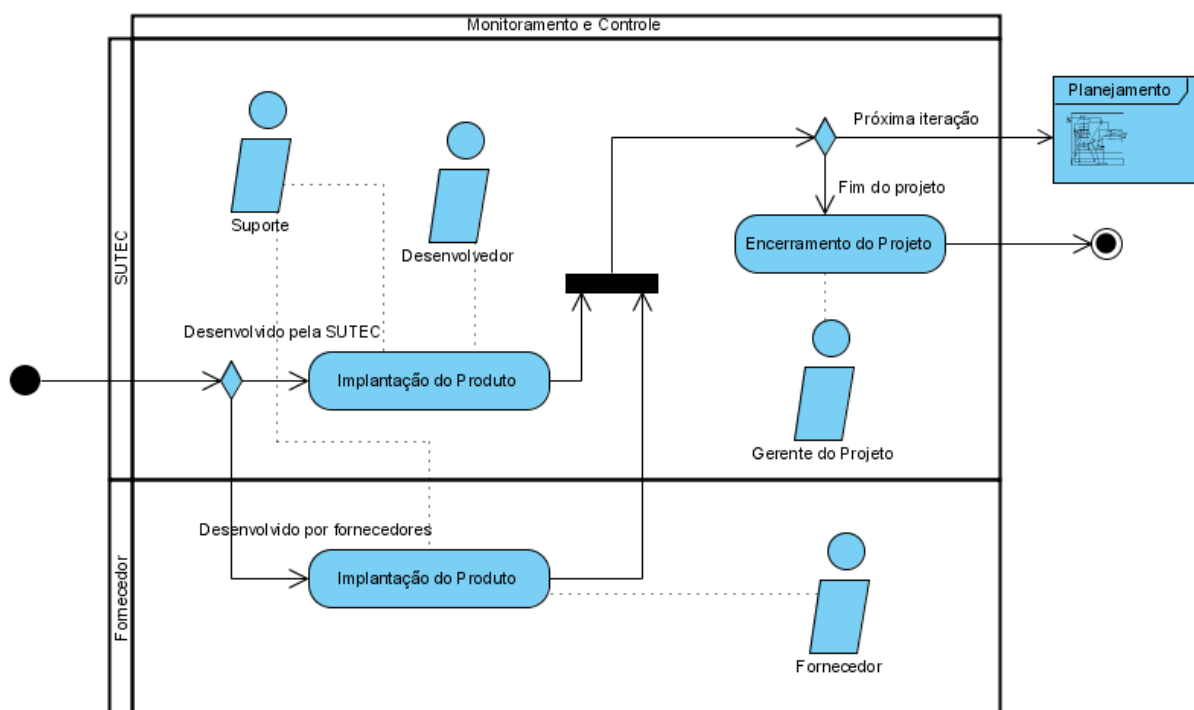 Monitoramento e Controle
Planejamento
Próxima iteração
Suporte
Desenvolvedor
Fim do projeto
Encerramento do Projeto
SUTEC
Desenvolvido pela SUTEC
Implantação do Produto
Gerente do Projeto
Desenvolvido por fornecedores
Implantação do Produto
Fornecedor
Fornecedor